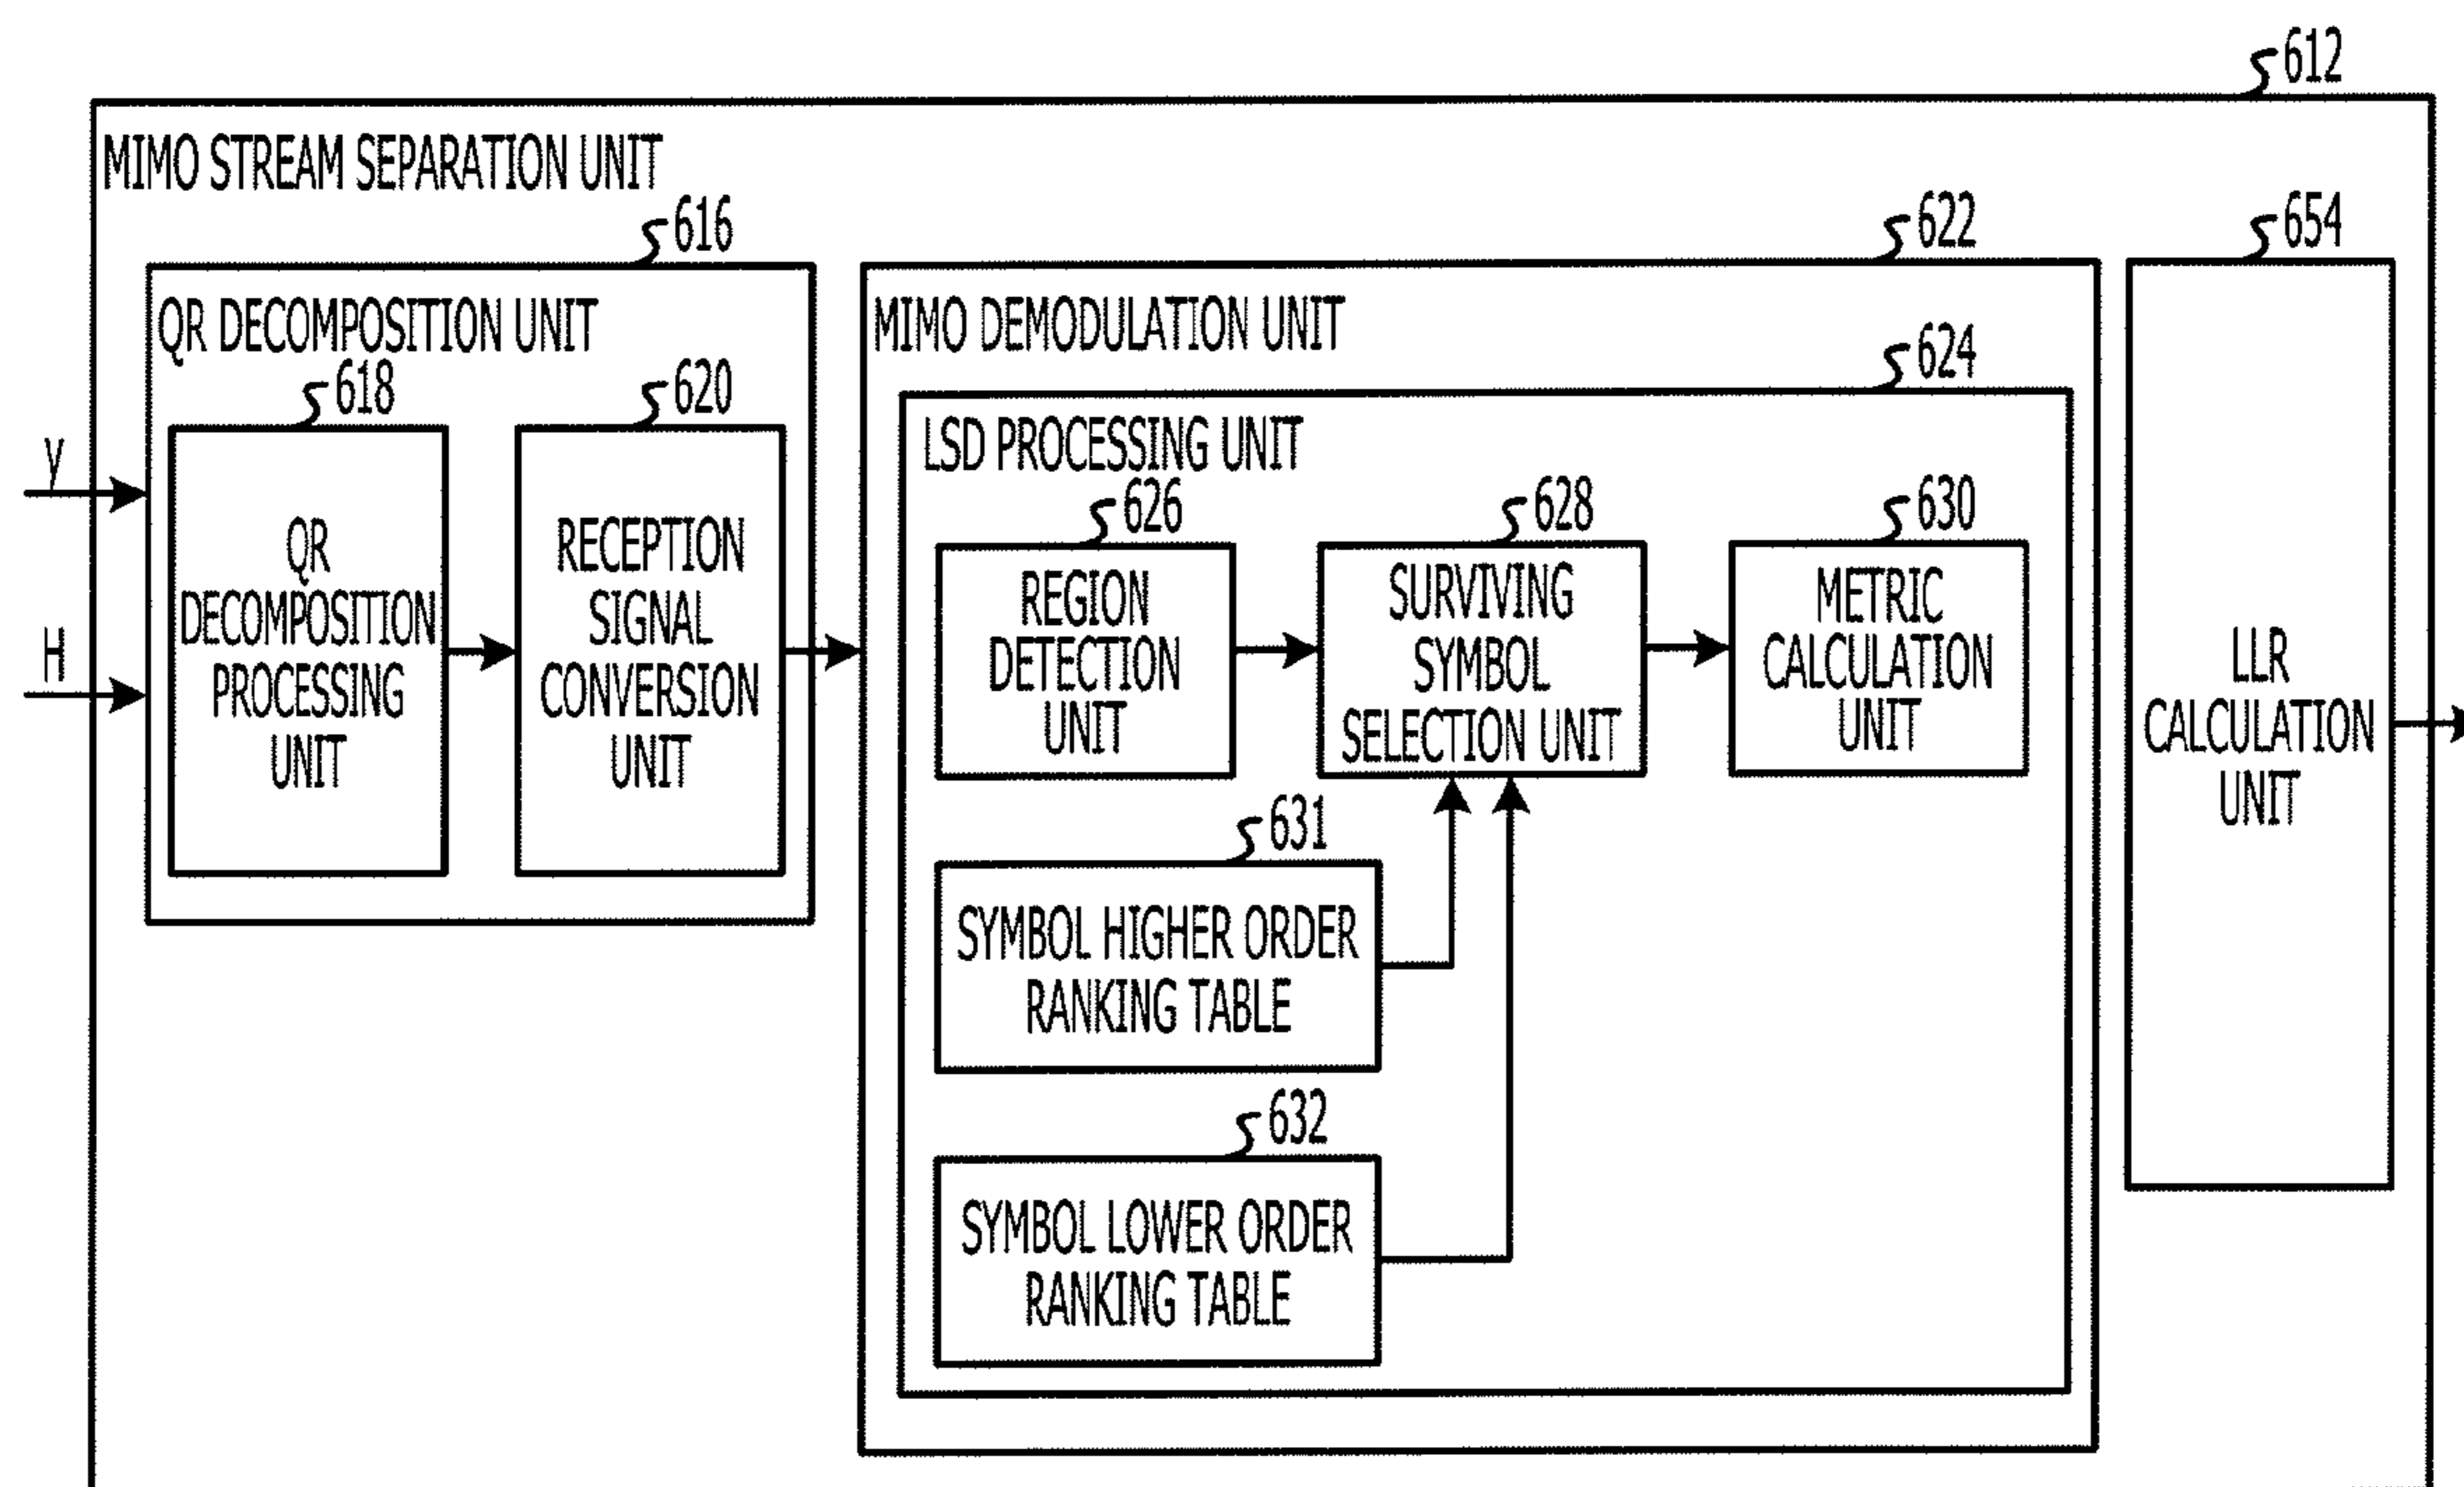 612
MIMO STREAM SEPARATION UNIT
616
622
654
QR DECOMPOSITION UNIT
MIMO DEMODULATION UNIT
618
620
624
y
H
QR
DECOMPOSITION
PROCESSING
UNIT
RECEPTION
SIGNAL
CONVERSION
UNIT
LSD PROCESSING UNIT
626
628
630
REGION
DETECTION
UNIT
SURVIVING
SYMBOL
SELECTION UNIT
METRIC
CALCULATION
UNIT
LLR
CALCULATION
UNIT
631
SYMBOL HIGHER ORDER
RANKING TABLE
632
SYMBOL LOWER ORDER
RANKING TABLE